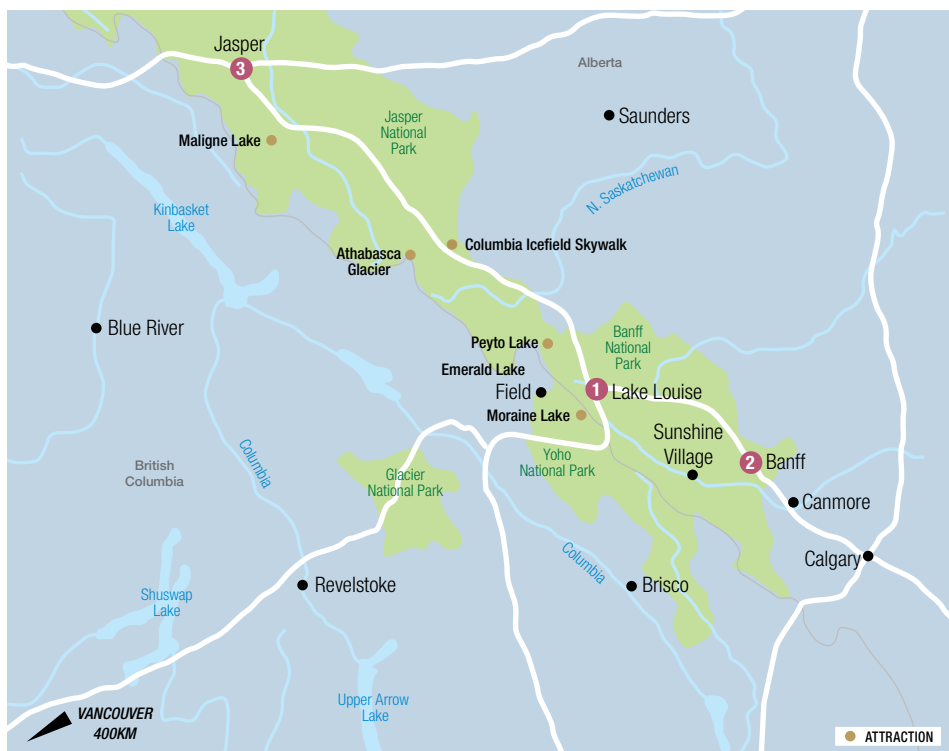 Jasper
3
Alberta
Saunders
Jasper
National
Park
Maligne Lake
N. Saskatchewan
Kinbasket
Lake
Columbia Icefield Skywalk
Athabasca
Glacier
Blue River
Peyto Lake
Banff
National
Park
Emerald Lake
Field
1
Lake Louise
Moraine Lake
Sunshine
Village
2
Banff
Yoho
National Park
British
Columbia
Columbia
Glacier
National Park
Canmore
Columbia
Calgary
Revelstoke
Brisco
Shuswap
Lake
Upper Arrow
Lake
VANCOUVER
400KM
ATTRACTION